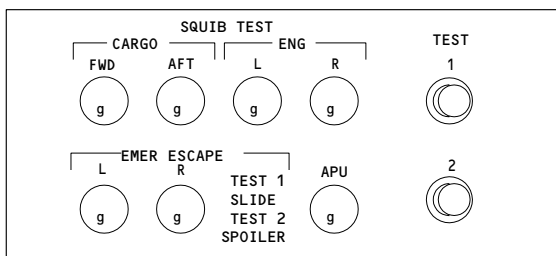 SQUIB TEST
CARGO ENG TEST
FWD AFT L R 1
g g g g
EMER ESCAPE
L R APU 2
TEST 1
SLIDE
g g TEST 2 g
SPOILER